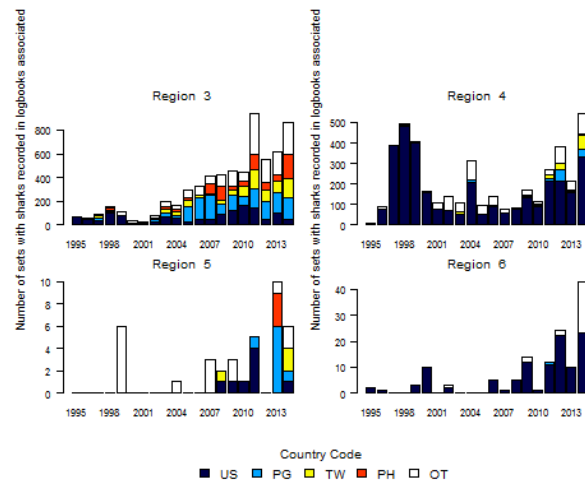 Region 3
Region 4
Number of sets with sharks recorded in logbooks associated
800
600
400
200
0
1995 1998 2001 2004 2007 2010 2013
Number of sets with sharks recorded in logbooks associated
500
400
300
200
100
0
1995 1998 2001 2004 2007 2010 2013
Region 5
Region 6
10
8
6
4
2
0
1995 1998 2001 2004 2007 2010 2013
40
30
20
10
0
1995 1998 2001 2004 2007 2010 2013
Country Code
US PG TW PH OT